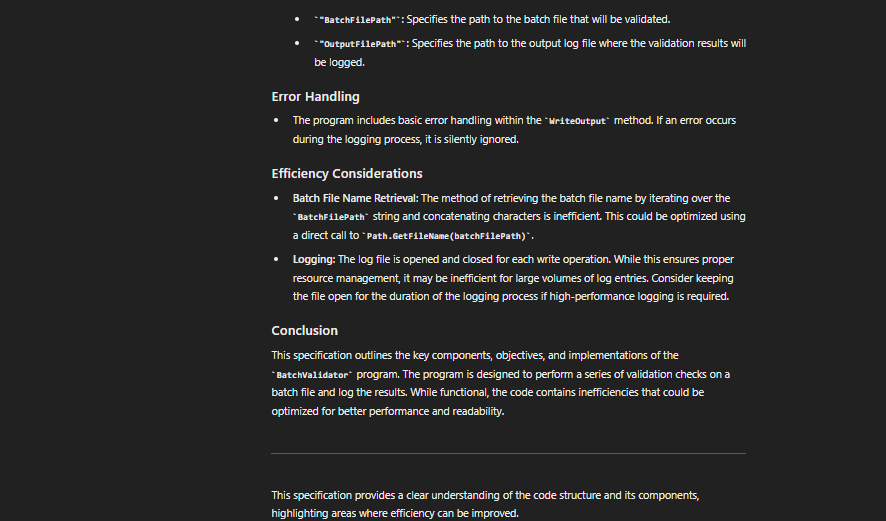 • `"BatchFilePath"`: Specifies the path to the batch file that will be validated.
• `"OutputFilePath"`: Specifies the path to the output log file where the validation results will
be logged.
Error Handling
• The program includes basic error handling within the `WriteOutput` method. If an error occurs
during the logging process, it is silently ignored.
Efficiency Considerations
• Batch File Name Retrieval: The method of retrieving the batch file name by iterating over the
`BatchFilePath` string and concatenating characters is inefficient. This could be optimized using
a direct call to `Path.GetFileName(batchFilePath)`.
• Logging: The log file is opened and closed for each write operation. While this ensures proper
resource management, it may be inefficient for large volumes of log entries. Consider keeping
the file open for the duration of the logging process if high-performance logging is required.
Conclusion
This specification outlines the key components, objectives, and implementations of the
`BatchValidator` program. The program is designed to perform a series of validation checks on a
batch file and log the results. While functional, the code contains inefficiencies that could be
optimized for better performance and readability.
This specification provides a clear understanding of the code structure and its components,
highlighting areas where efficiency can be improved.